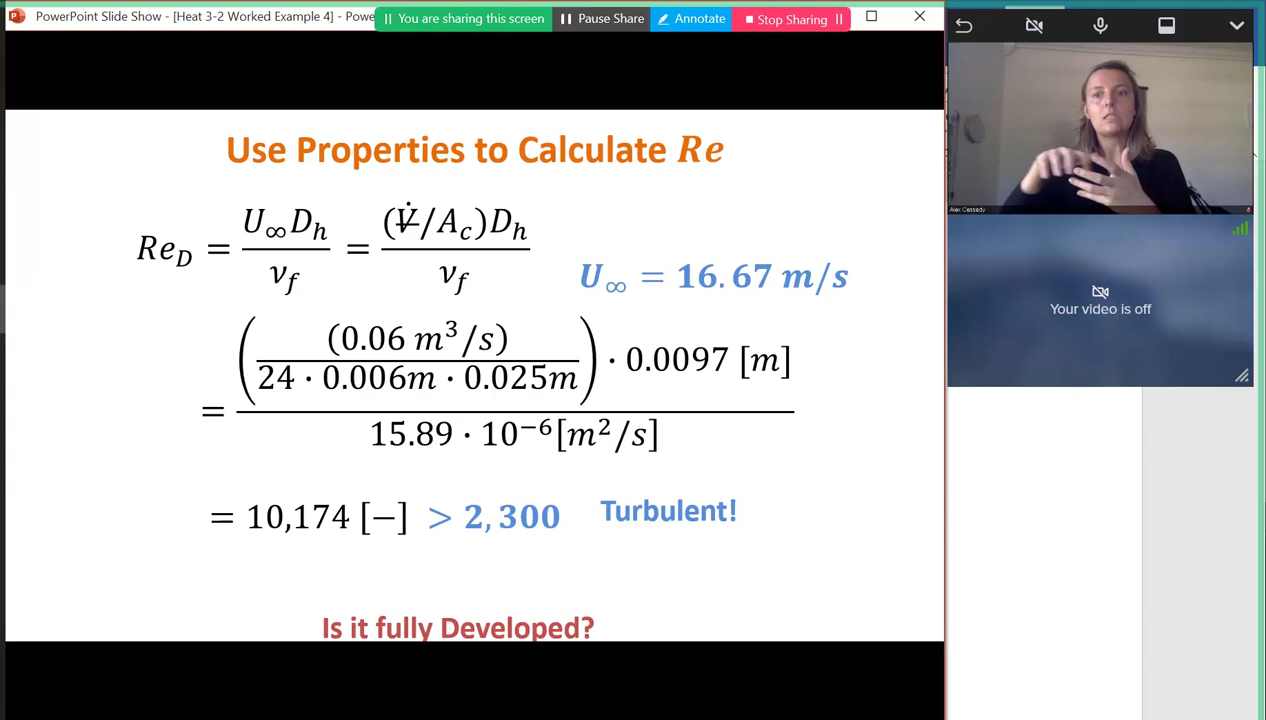 PowerPoint Slide Show - [Heat 3-2 Worked Example 4] - Powe
You are sharing this screen
Pause Share
Annotate
Stop Sharing
Use Properties to Calculate Re
Re_D = U_∞ D_h / ν_f = (V̶̇/A_c)D_h / ν_f
U_∞ = 16.67 m/s
= ((0.06 m³/s) / (24 · 0.006m · 0.025m)) · 0.0097 [m] / 15.89 · 10⁻⁶[m²/s]
= 10,174 [−] > 2,300 Turbulent!
Is it fully Developed?
Alex Cassady
Your video is off